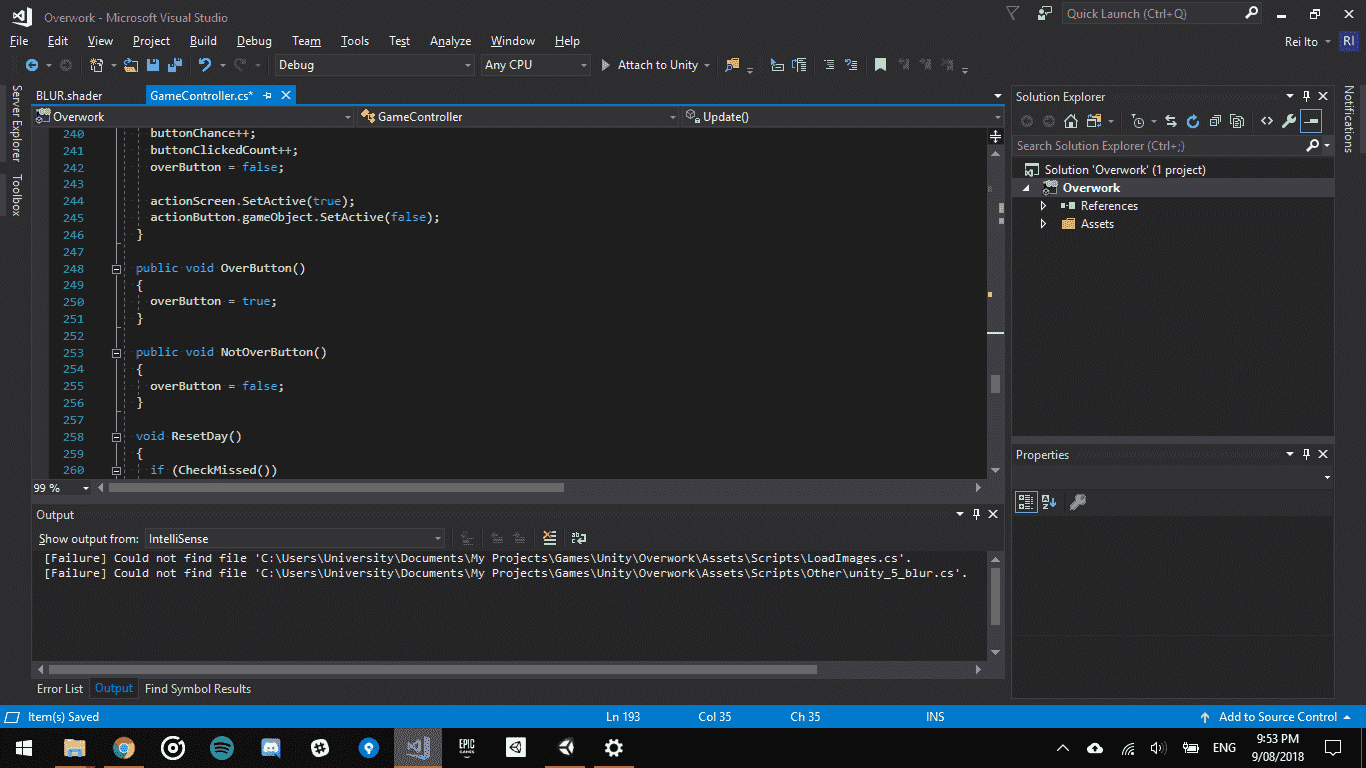 Overwork - Microsoft Visual Studio
Quick Launch (Ctrl+Q)
File Edit View Project Build Debug Team Tools Test Analyze Window Help
Rei Ito RI
Debug Any CPU Attach to Unity
Server Explorer
Toolbox
BLUR.shader GameController.cs*
Overwork GameController Update()
240 buttonChance++;
241 buttonClickedCount++;
242 overButton = false;
243
244 actionScreen.SetActive(true);
245 actionButton.gameObject.SetActive(false);
246 }
247
248 public void OverButton()
249 {
250 overButton = true;
251 }
252
253 public void NotOverButton()
254 {
255 overButton = false;
256 }
257
258 void ResetDay()
259 {
260 if (CheckMissed())
99 %
Output
Show output from: IntelliSense
[Failure] Could not find file 'C:\Users\University\Documents\My Projects\Games\Unity\Overwork\Assets\Scripts\LoadImages.cs'.
[Failure] Could not find file 'C:\Users\University\Documents\My Projects\Games\Unity\Overwork\Assets\Scripts\Other\unity_5_blur.cs'.
Error List Output Find Symbol Results
Solution Explorer
Search Solution Explorer (Ctrl+;)
Solution 'Overwork' (1 project)
Overwork
References
Assets
Properties
Notifications
Item(s) Saved Ln 193 Col 35 Ch 35 INS Add to Source Control
EPIC GAMES
ENG
9:53 PM
9/08/2018